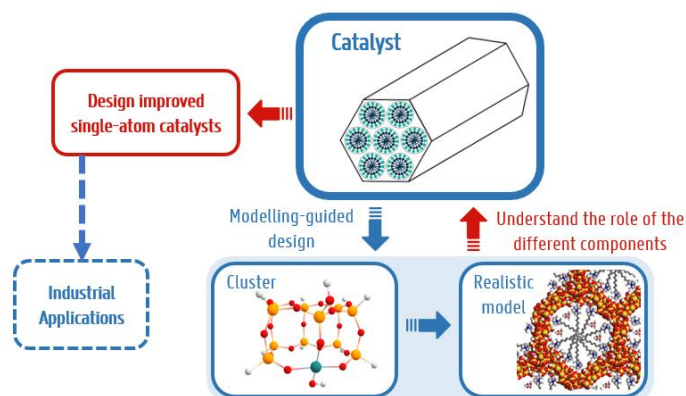 Catalyst
Design improved
single-atom catalysts
Modelling-guided
design
Understand the role of the
different components
Industrial
Applications
Cluster
Realistic
model